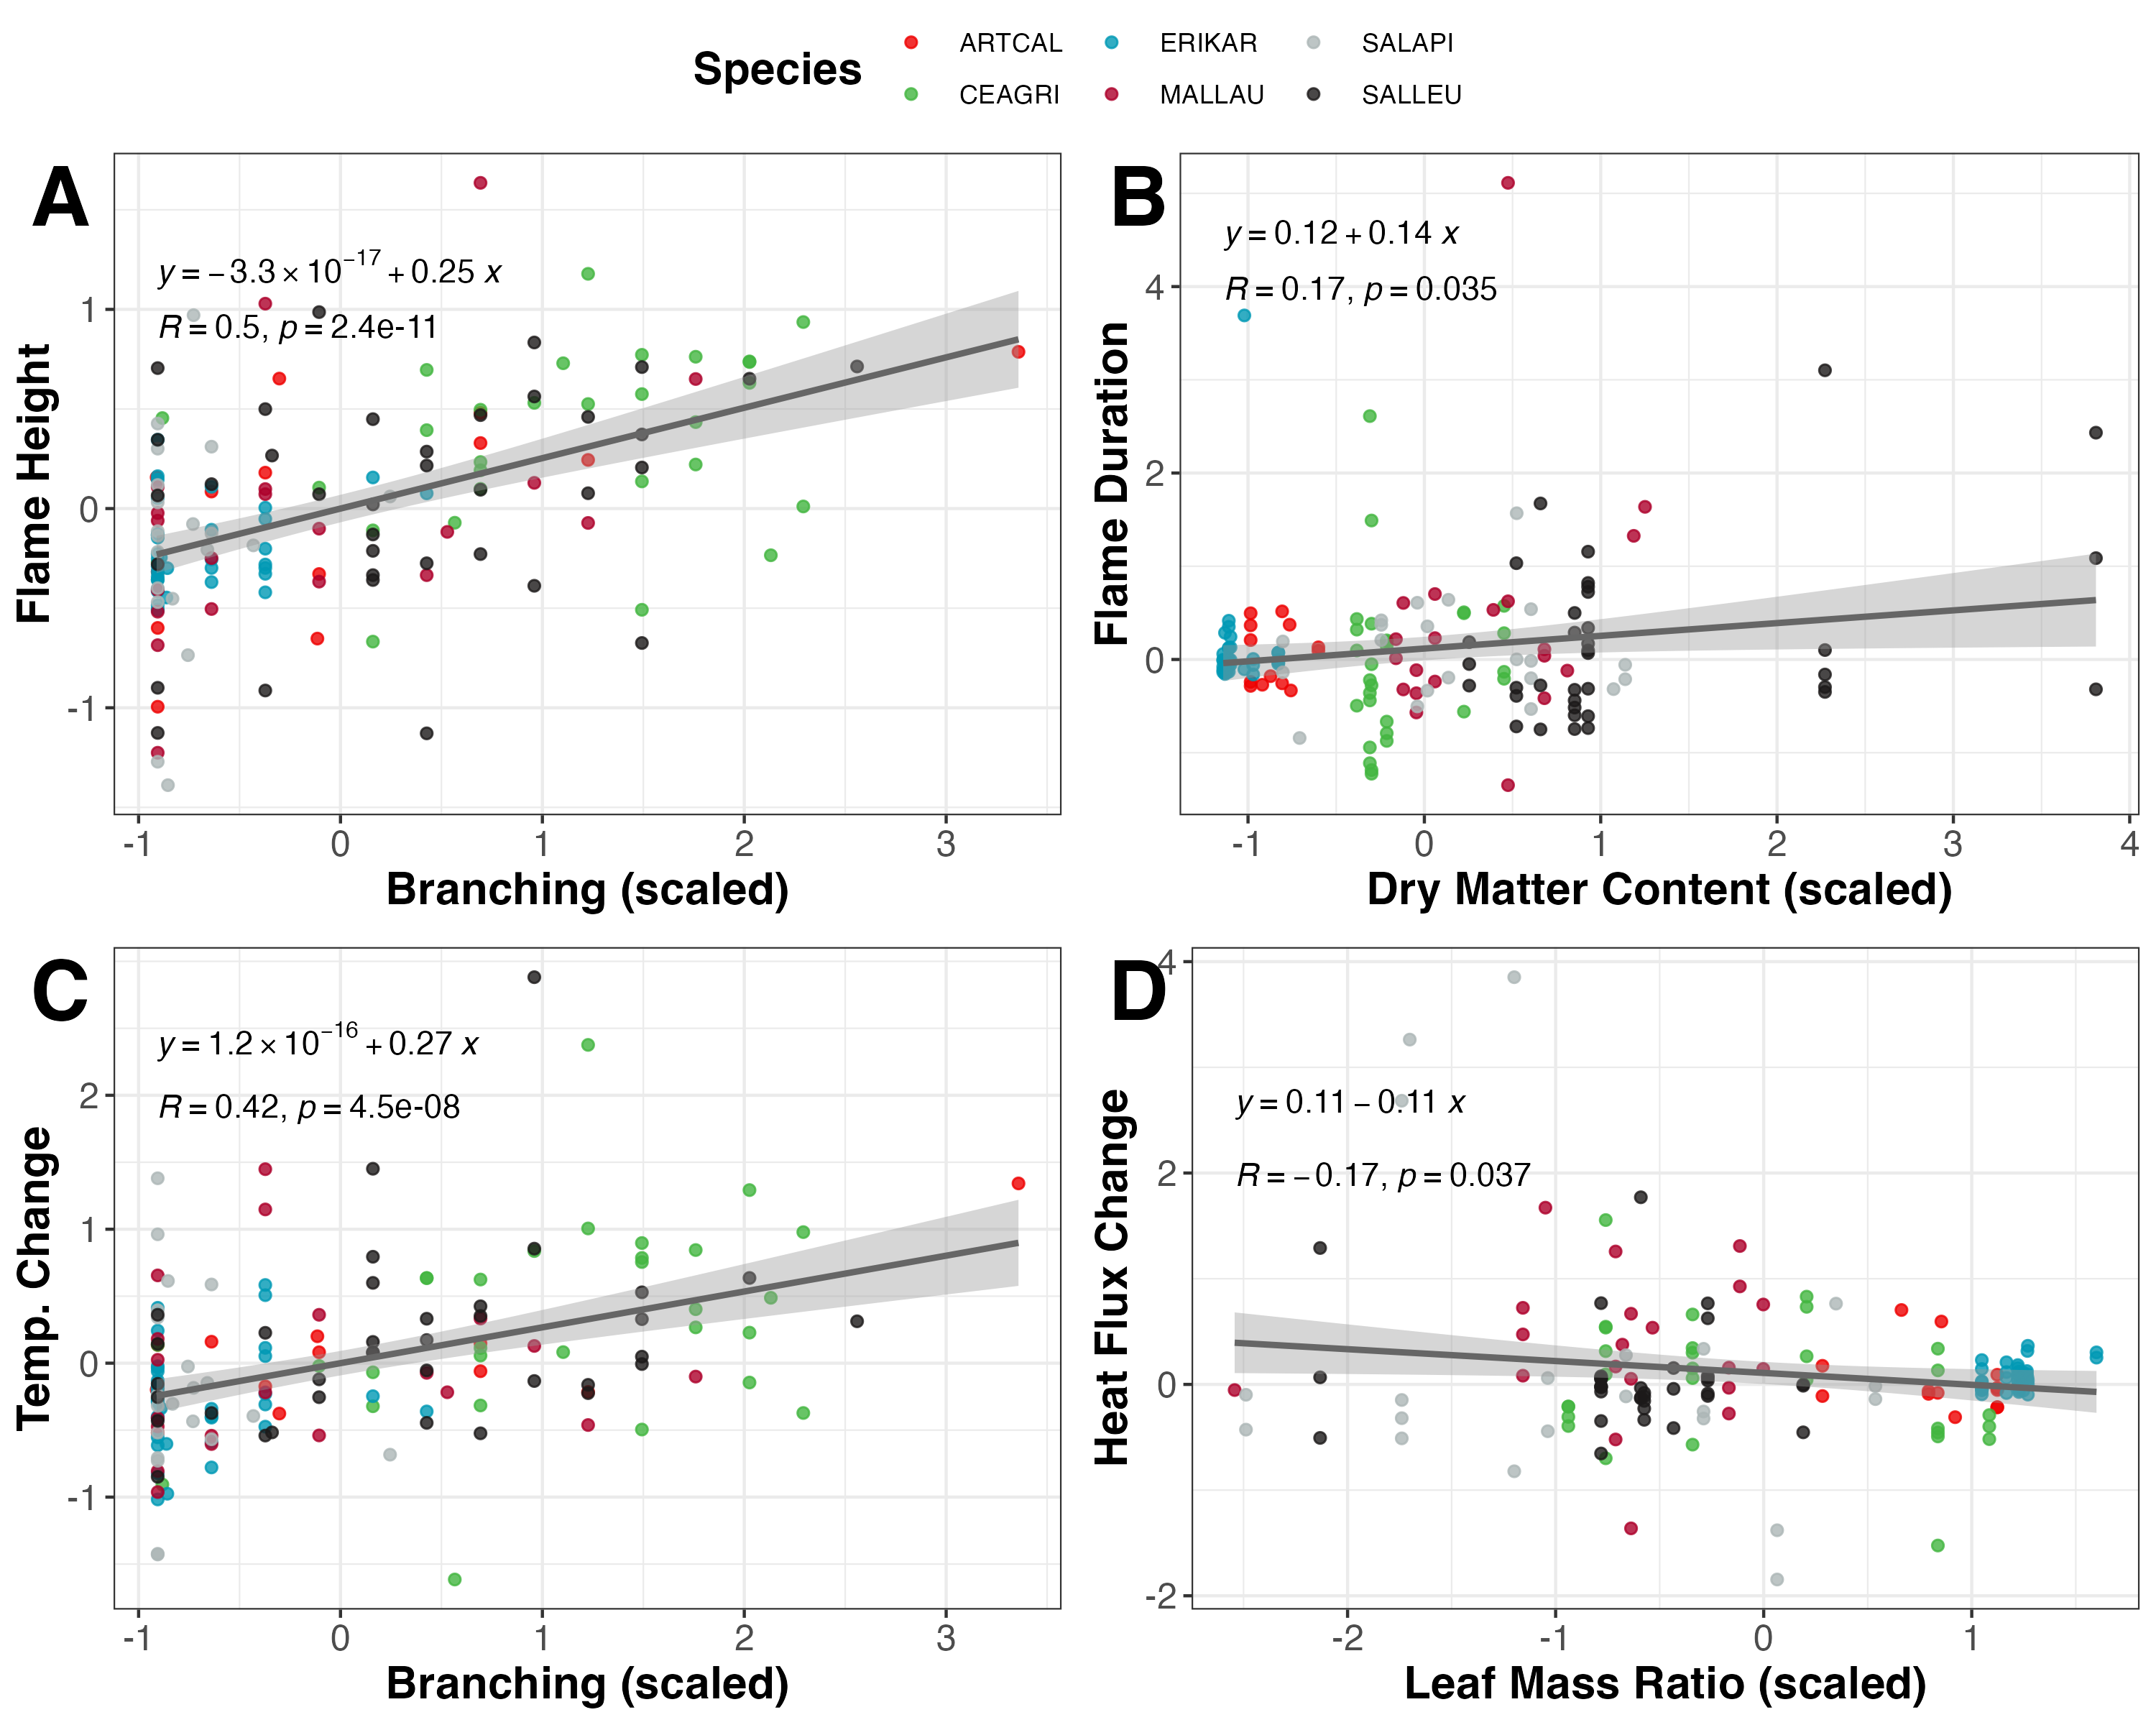 Species
ARTCAL ERIKAR SALAPI
CEAGRI MALLAU SALLEU
A
y = −3.3 × 10⁻¹⁷ + 0.25 x
R = 0.5, p = 2.4e-11
Flame Height
1
0
-1
-1 0 1 2 3
Branching (scaled)
B
y = 0.12 + 0.14 x
R = 0.17, p = 0.035
Flame Duration
4
2
0
-1 0 1 2 3 4
Dry Matter Content (scaled)
C
y = 1.2 × 10⁻¹⁶ + 0.27 x
R = 0.42, p = 4.5e-08
Temp. Change
2
1
0
-1
-1 0 1 2 3
Branching (scaled)
D
y = 0.11 − 0.11 x
R = −0.17, p = 0.037
Heat Flux Change
4
2
0
-2
-2 -1 0 1
Leaf Mass Ratio (scaled)